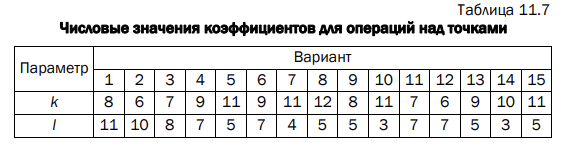 Таблица 11.7
Числовые значения коэффициентов для операций над точками
Параметр Вариант
1 2 3 4 5 6 7 8 9 10 11 12 13 14 15
k 8 6 7 9 11 9 11 12 8 11 7 6 9 10 11
l 11 10 8 7 5 7 4 5 5 3 7 7 5 3 5